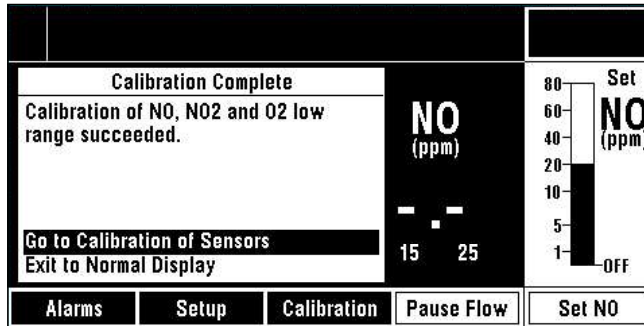 Calibration Complete
Calibration of NO, NO2 and O2 low
range succeeded.
Go to Calibration of Sensors
Exit to Normal Display
NO
(ppm)
-.-
15 25
Set
NO
(ppm)
80
60
40
20
10
5
1
OFF
Alarms
Setup
Calibration
Pause Flow
Set NO